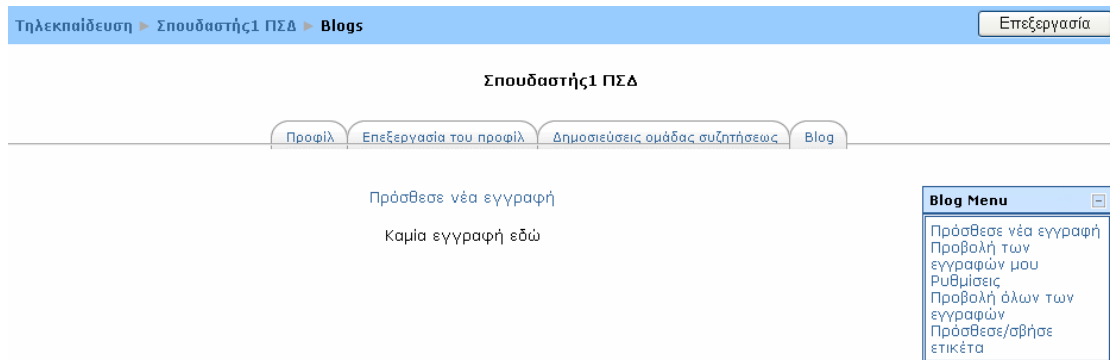 Τηλεκπαίδευση ► Σπουδαστής1 ΠΣΔ ► Blogs
Επεξεργασία
Σπουδαστής1 ΠΣΔ
Προφίλ Επεξεργασία του προφίλ Δημοσιεύσεις ομάδας συζητήσεως Blog
Πρόσθεσε νέα εγγραφή
Καμία εγγραφή εδώ
Blog Menu
Πρόσθεσε νέα εγγραφή
Προβολή των
εγγραφών μου
Ρυθμίσεις
Προβολή όλων των
εγγραφών
Πρόσθεσε/σβήσε
ετικέτα